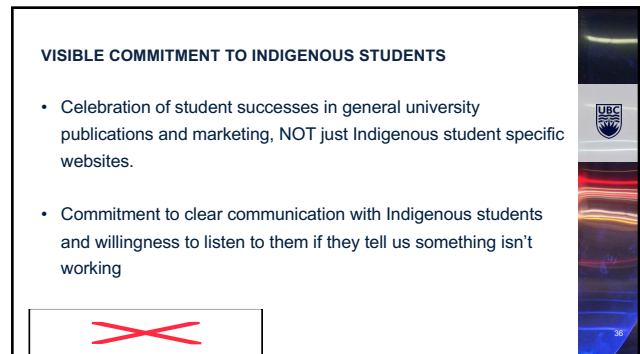 VISIBLE COMMITMENT TO INDIGENOUS STUDENTS
• Celebration of student successes in general university
publications and marketing, NOT just Indigenous student specific
websites.
• Commitment to clear communication with Indigenous students
and willingness to listen to them if they tell us something isn’t
working
UBC
36